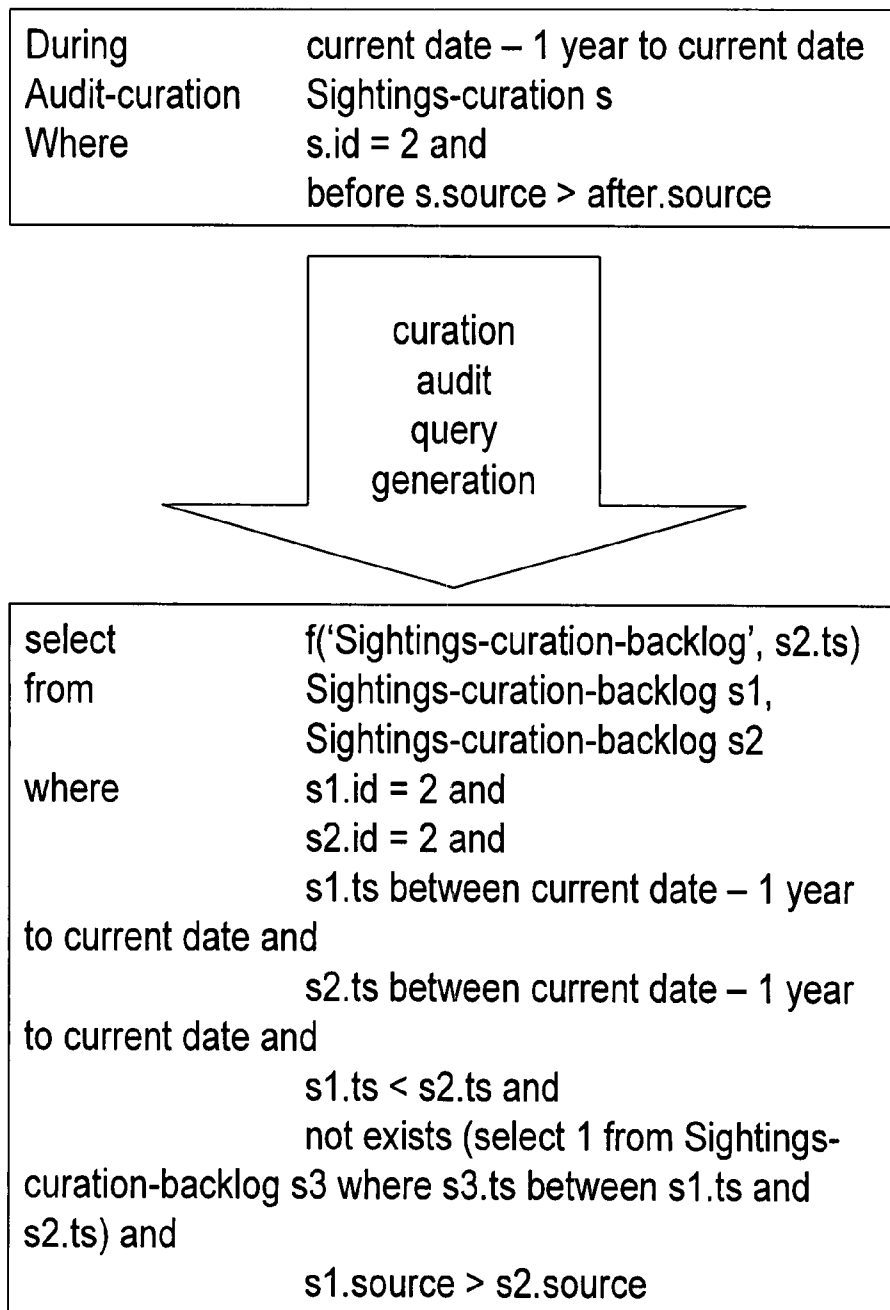 During current date – 1 year to current date
Audit-curation Sightings-curation s
Where s.id = 2 and
before s.source > after.source
curation
audit
query
generation
select f(‘Sightings-curation-backlog’, s2.ts)
from Sightings-curation-backlog s1,
Sightings-curation-backlog s2
where s1.id = 2 and
s2.id = 2 and
s1.ts between current date – 1 year
to current date and
s2.ts between current date – 1 year
to current date and
s1.ts < s2.ts and
not exists (select 1 from Sightings-
curation-backlog s3 where s3.ts between s1.ts and
s2.ts) and
s1.source > s2.source